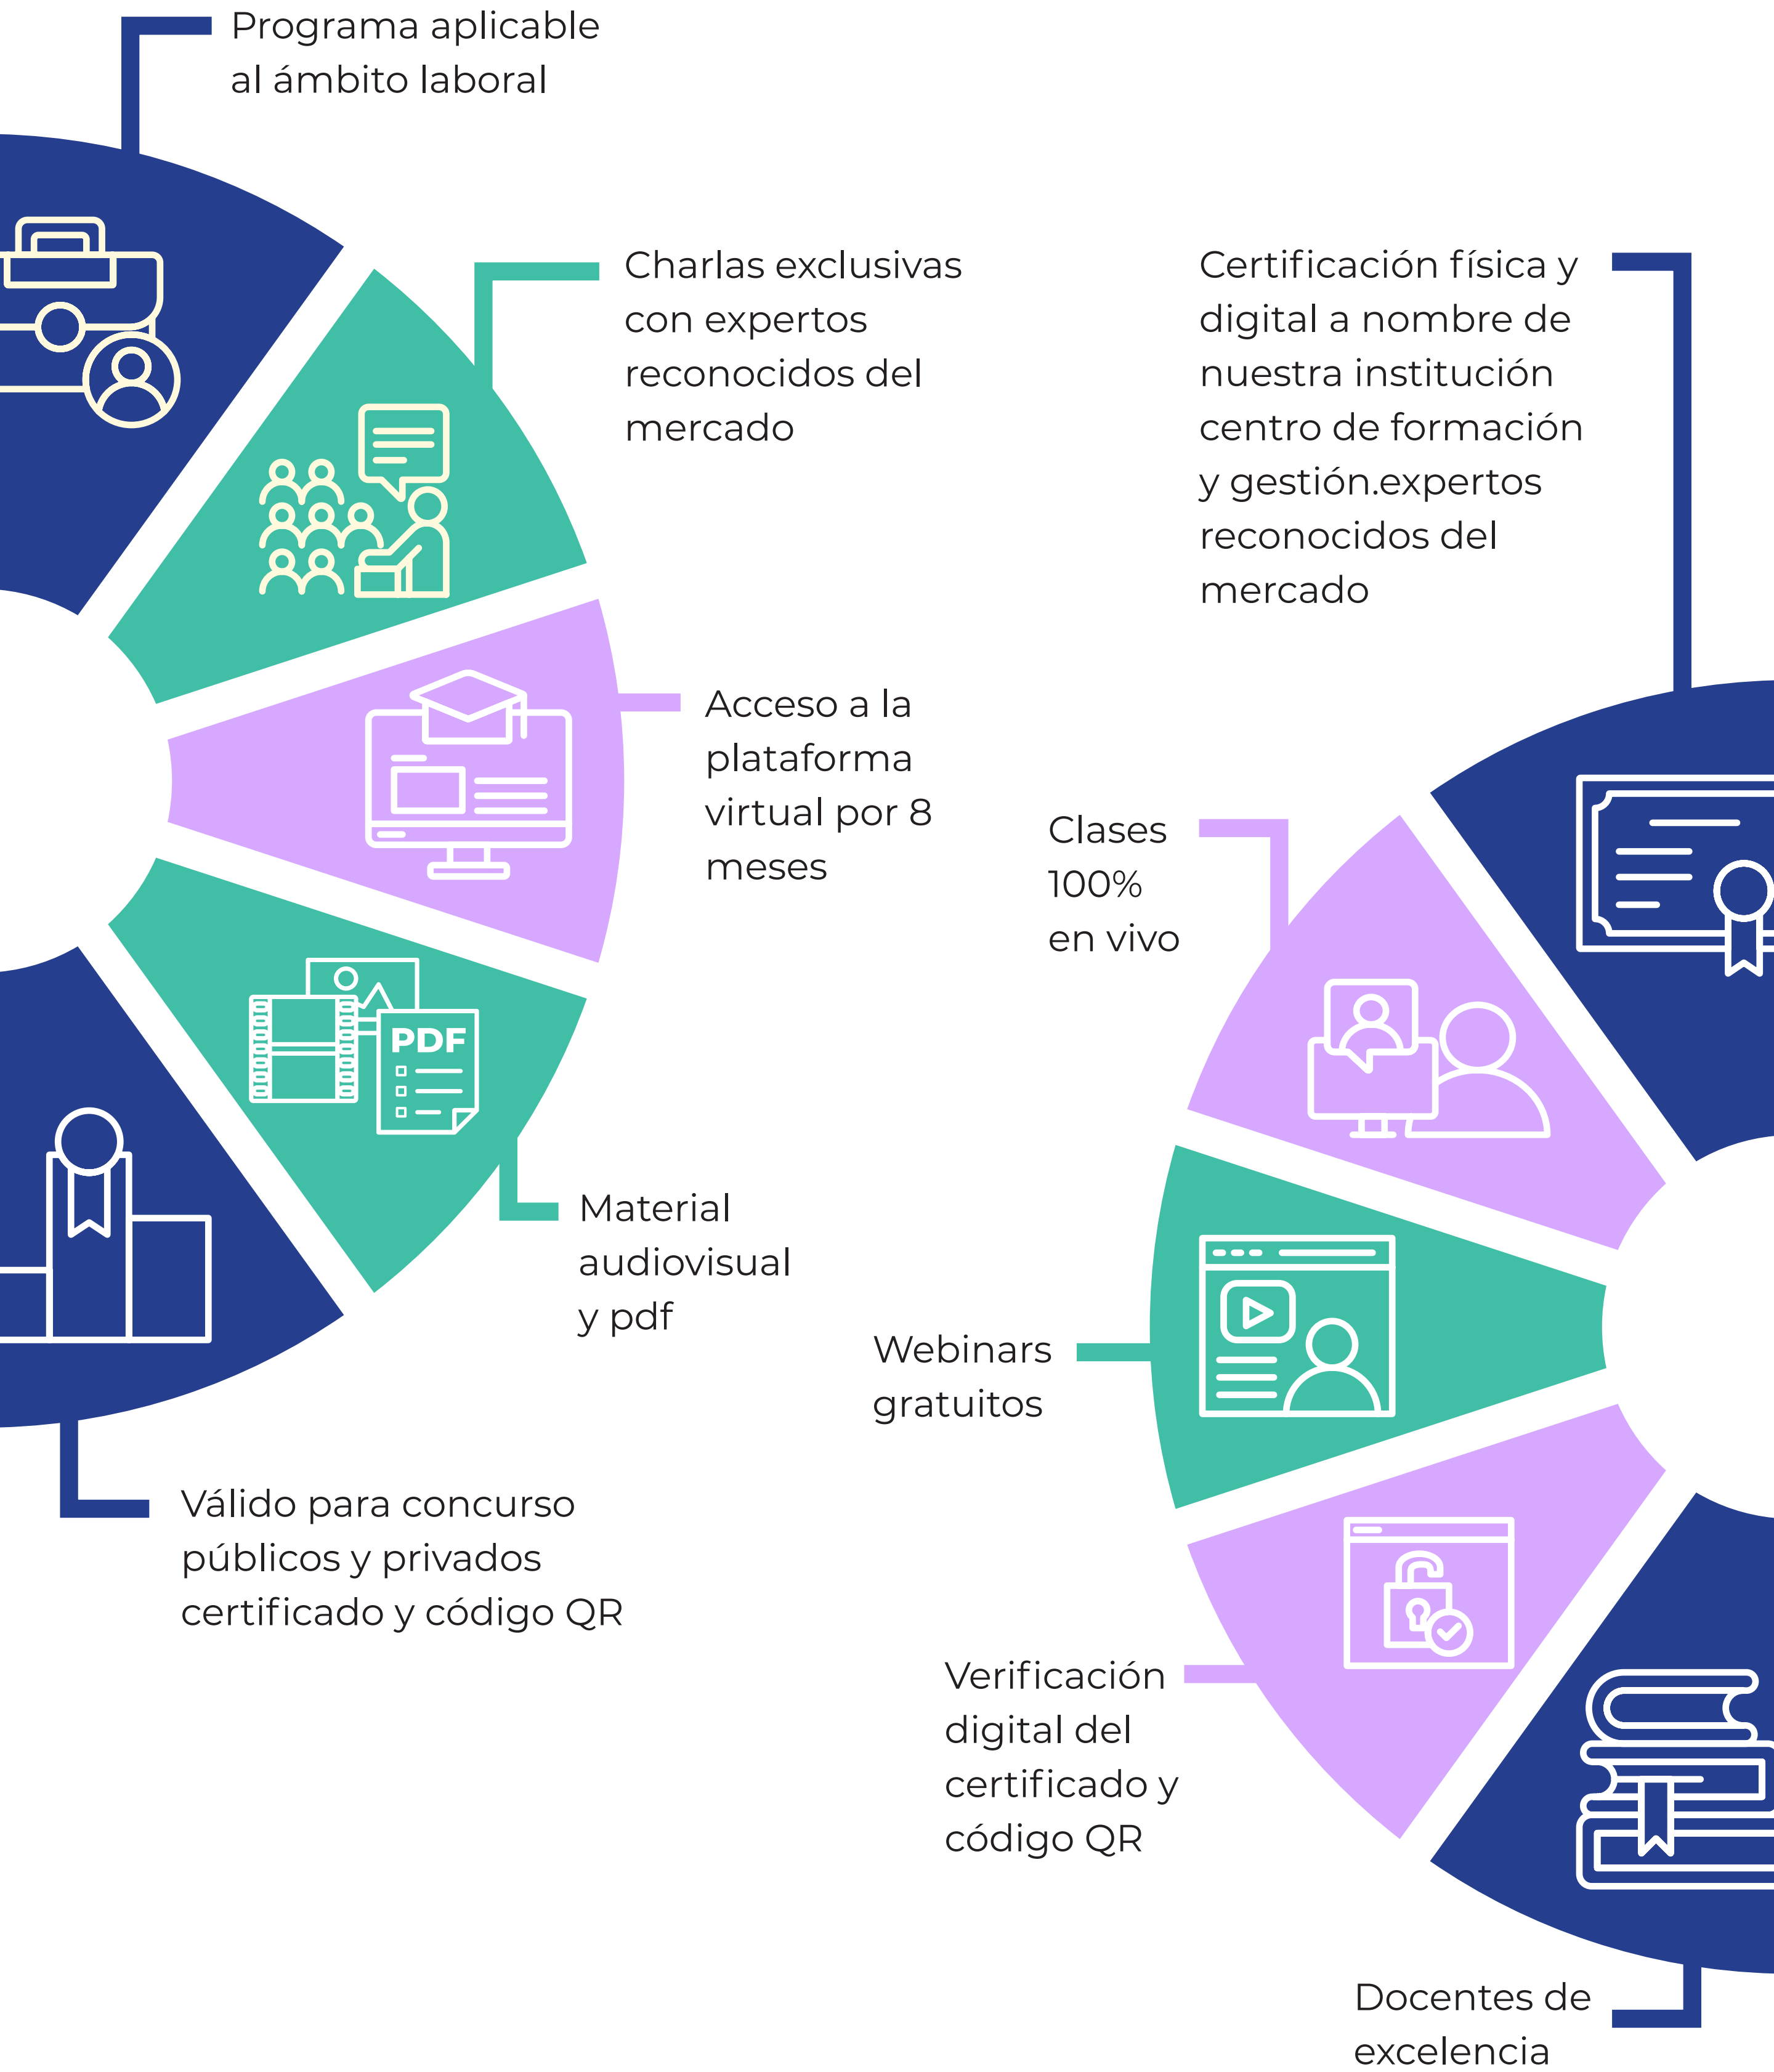 Programa aplicable
al ámbito laboral
Charlas exclusivas
con expertos
reconocidos del
mercado
Acceso a la
plataforma
virtual por 8
meses
PDF
Material
audiovisual
y pdf
Válido para concurso
públicos y privados
certificado y código QR
Certificación física y
digital a nombre de
nuestra institución
centro de formación
y gestión.expertos
reconocidos del
mercado
Clases
100%
en vivo
Webinars
gratuitos
Verificación
digital del
certificado y
código QR
Docentes de
excelencia